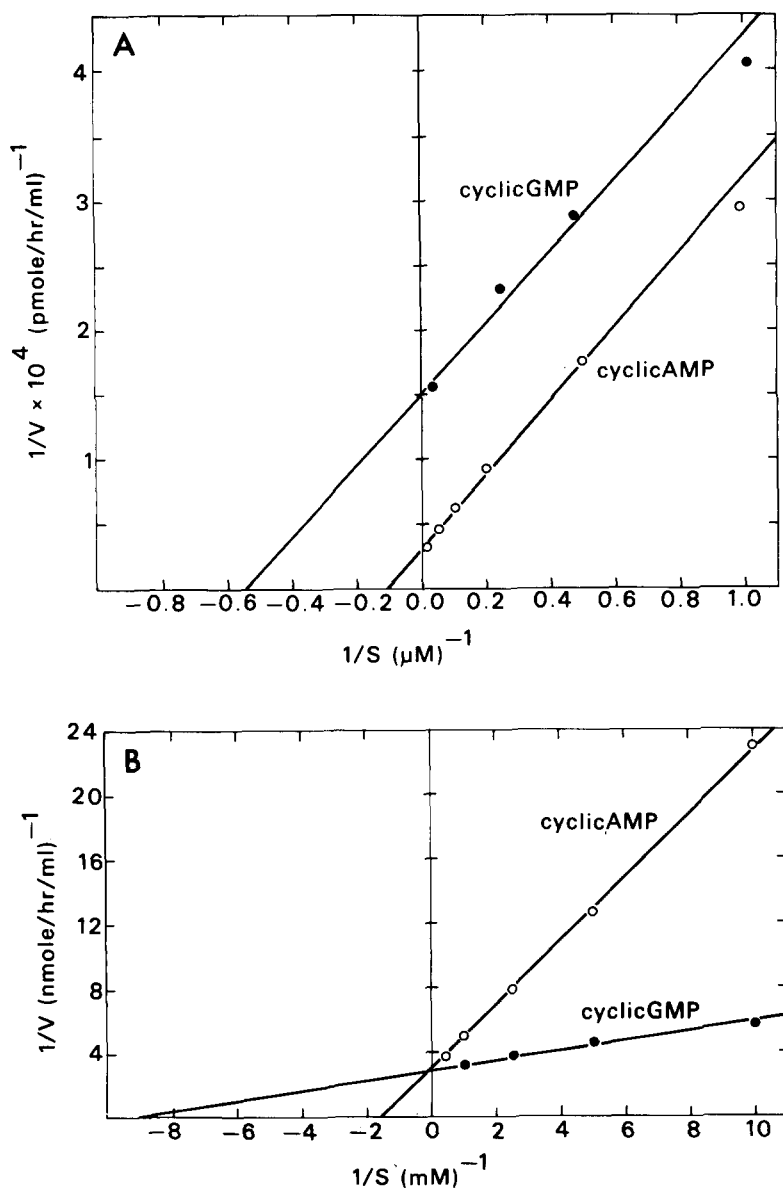 A
4
3
2
1
1/V × 10⁴ (pmole/hr/ml)⁻¹
cyclicGMP
cyclicAMP
−0.8 −0.6 −0.4 −0.2 0.0 0.2 0.4 0.6 0.8 1.0
1/S (μM)⁻¹
B
24
20
16
12
8
4
1/V (nmole/hr/ml)⁻¹
cyclicAMP
cyclicGMP
−8 −6 −4 −2 0 2 4 6 8 10
1/S (mM)⁻¹